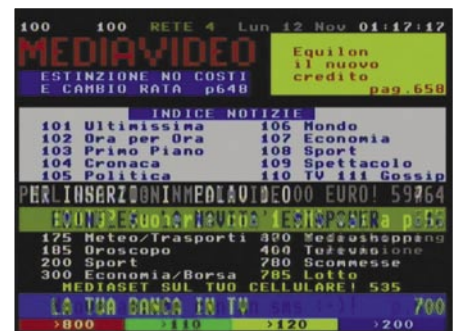 100 100 RETE 4 Lun 12 Nov 01:17:17
MEDIAVIDEO
Equilon
il nuovo
credito
pag.658
ESTINZIONE NO COSTI
E CAMBIO RATA p648
INDICE NOTIZIE
101 Ultimissima 106 Mondo
102 Ora per Ora 107 Economia
103 Primo Piano 108 Sport
104 Cronaca 109 Spettacolo
105 Politica 110 TV 111 Gossip
EURO!
NOVITA'
175 Meteo/Trasporti
185 Oroscopo
200 Sport 780 Scommesse
300 Economia/Borsa 785 Lotto
MEDIASET SUL TUO CELLULARE! 535
LA TUA BANCA IN TV 700
>800 >110 >120 >200